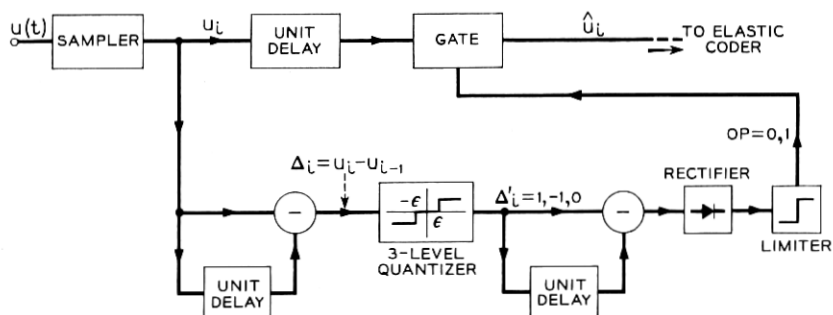 u(t)
SAMPLER
u_i
UNIT
DELAY
GATE
û_i
TO ELASTIC
CODER
OP=0,1
Δ_i=u_i-u_{i-1}
-ϵ
ϵ
3-LEVEL
QUANTIZER
Δ'_i=1,-1,0
−
−
RECTIFIER
LIMITER
UNIT
DELAY
UNIT
DELAY